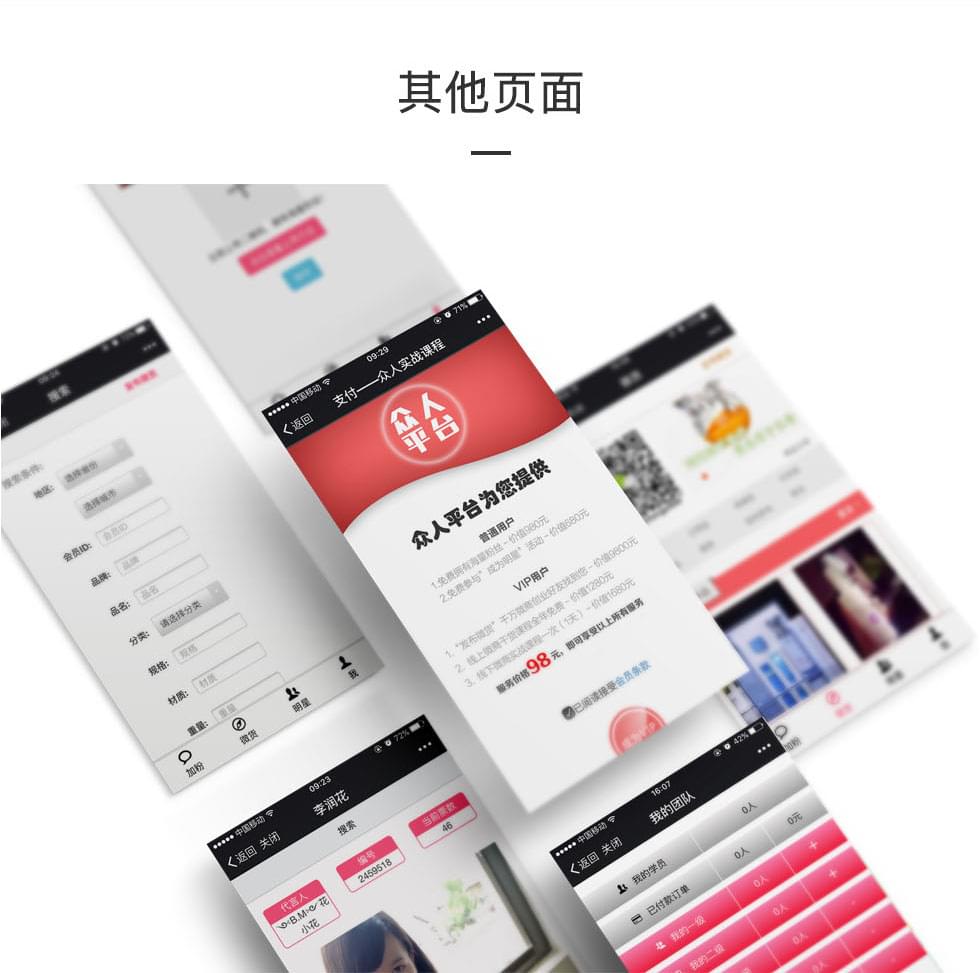 其他页面
09:24
搜索
搜索条件:
地区:
选择省份
选择城市
会员ID:
会员ID
品牌:
品牌
品名:
品名
分类:
请选择分类
规格:
规格
材质:
材质
重量:
重量
加粉
微货
明星
我
中国移动
09:29
71%
返回
支付——众人实战课程
众人
平台
众人平台为您提供
普通用户
1.免费拥有海量粉丝 - 价值980元
2.免费参与“成为明星”活动 - 价值680元
VIP用户
1. “发布微货”千万微商创业好友找到您 - 价值9800元
2. 线上微商干货课程全年免费 - 价值1280元
3. 线下微商实战课程一次（1天） - 价值1680元
服务价格98元，即可享受以上所有服务
已阅读接受会员条款
成为VIP
加粉
中国移动
09:23
72%
返回 关闭
李润花
搜索
代言人
B.M
花
小花
编号
2459518
当前票数
46
中国移动
16:07
42%
返回 关闭
我的团队
我的学员
0人
已付款订单
0人
0元
我的一级
0人
+
我的二级
0人
+
0人